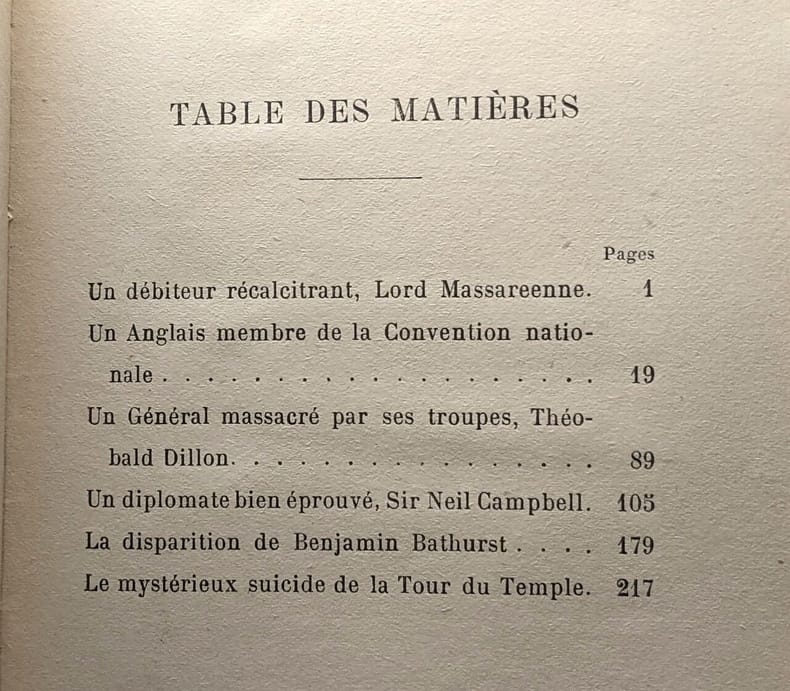 TABLE DES MATIÈRES
Pages
Un débiteur récalcitrant, Lord Massareenne. 1
Un Anglais membre de la Convention natio-
nale . . . . . . . . . . . . . . . . . . . 19
Un Général massacré par ses troupes, Théo-
bald Dillon. . . . . . . . . . . . . . . . 89
Un diplomate bien éprouvé, Sir Neil Campbell. 105
La disparition de Benjamin Bathurst . . . . 179
Le mystérieux suicide de la Tour du Temple. 217